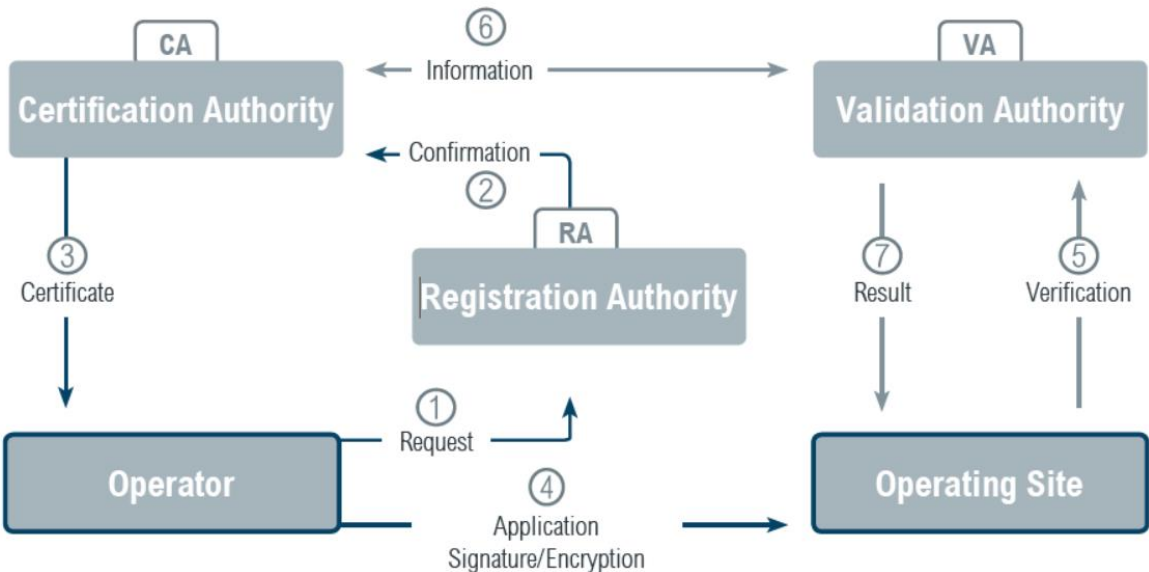 6
CA
VA
Information
Certification Authority
Validation Authority
Confirmation
2
RA
3
7
5
Certificate
Registration Authority
Result
Verification
1
Request
Operator
4
Operating Site
Application
Signature/Encryption